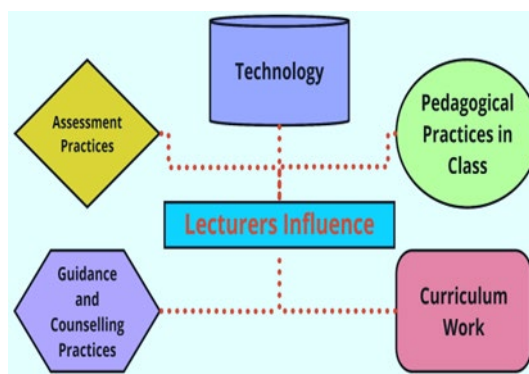 Technology
Assessment
Practices
Pedagogical
Practices in
Class
Lecturers Influence
Guidance
and
Counselling
Practices
Curriculum
Work